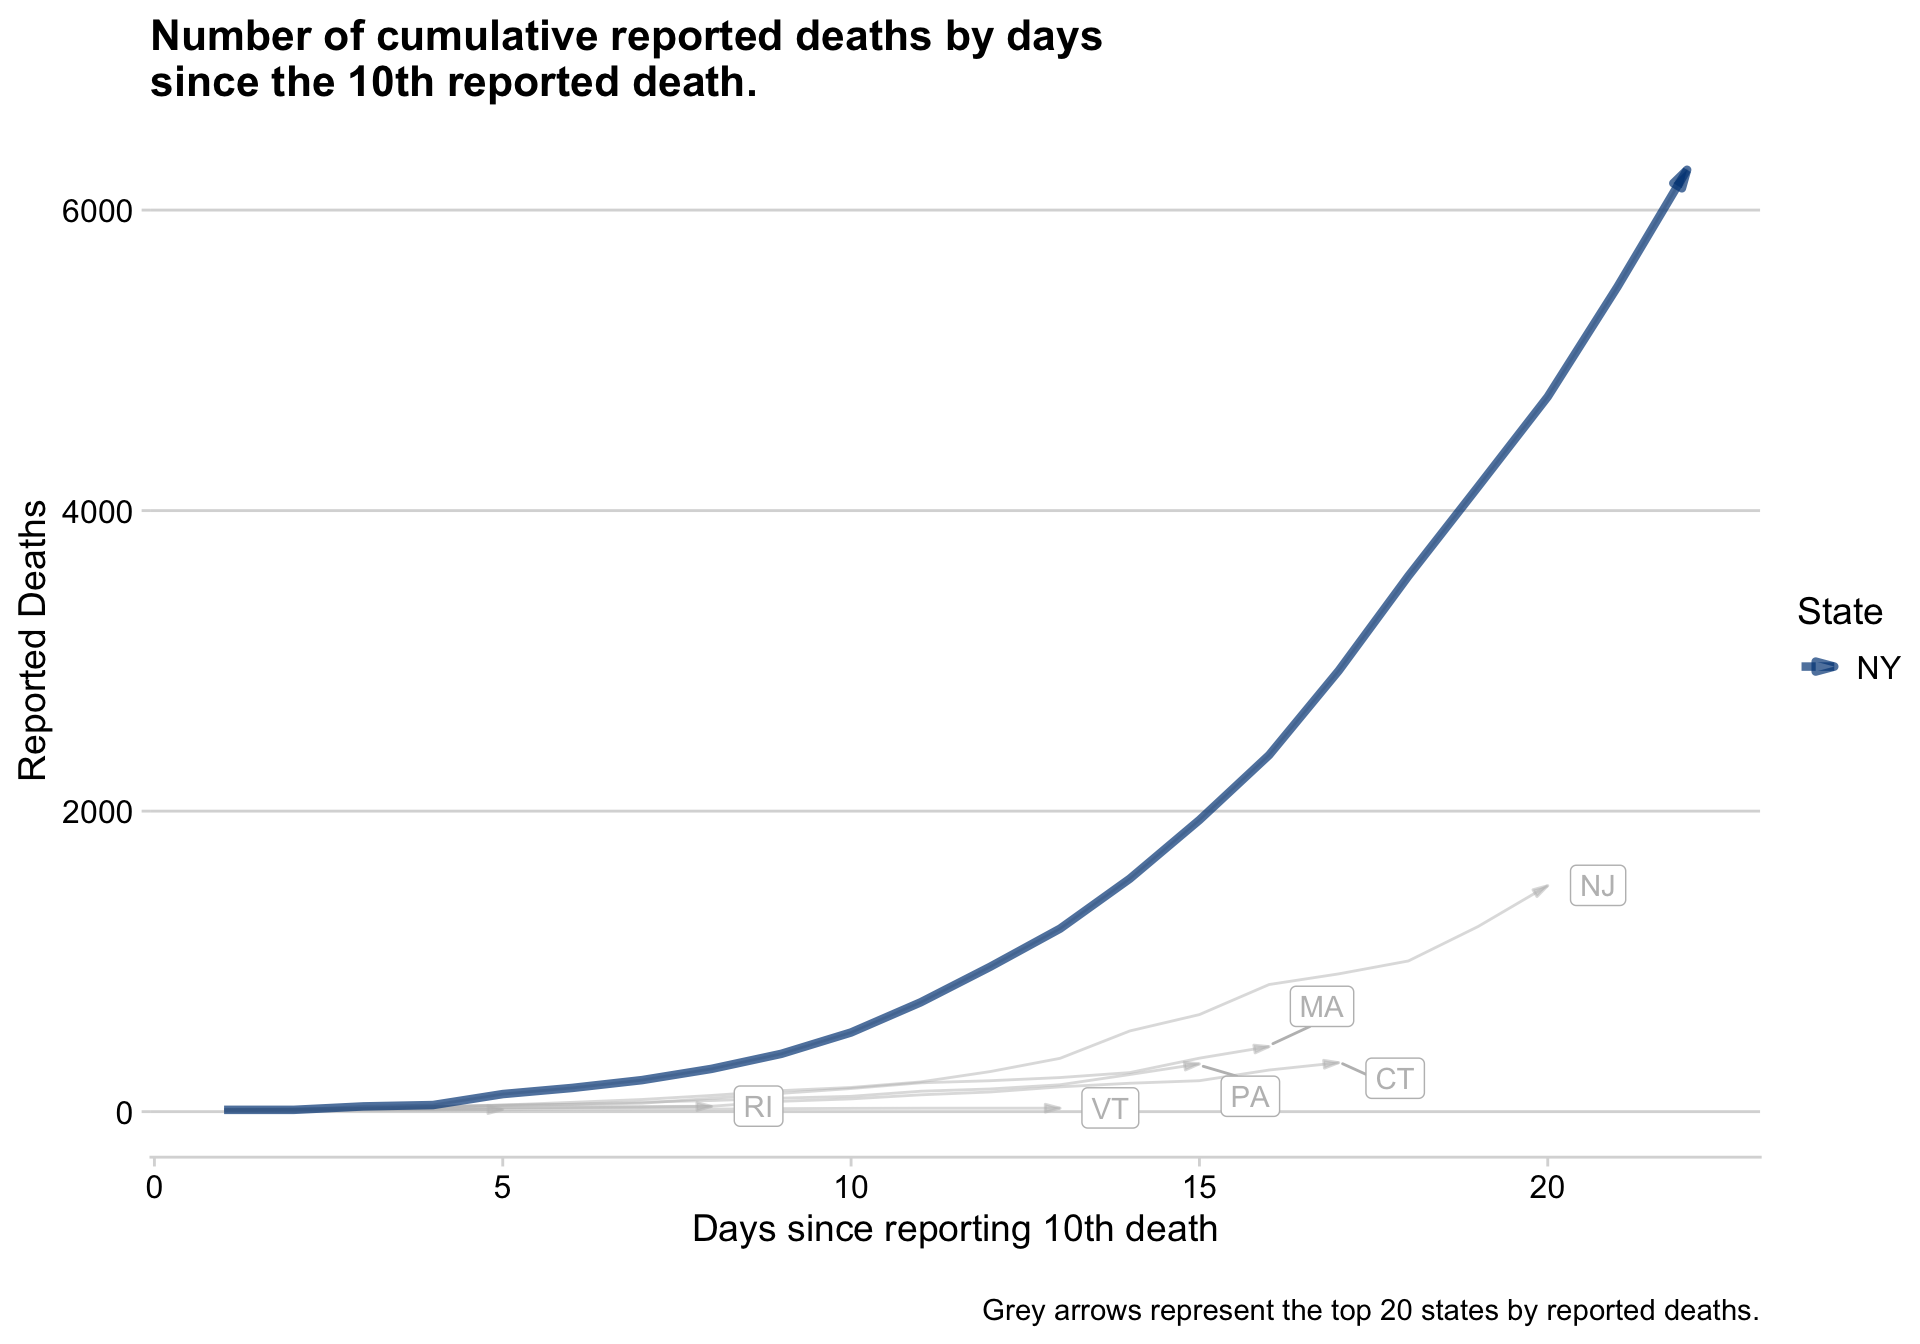 Number of cumulative reported deaths by days
since the 10th reported death.
6000
4000
2000
0
Reported Deaths
NJ
MA
CT
PA
VT
RI
State
NY
0 5 10 15 20
Days since reporting 10th death
Grey arrows represent the top 20 states by reported deaths.